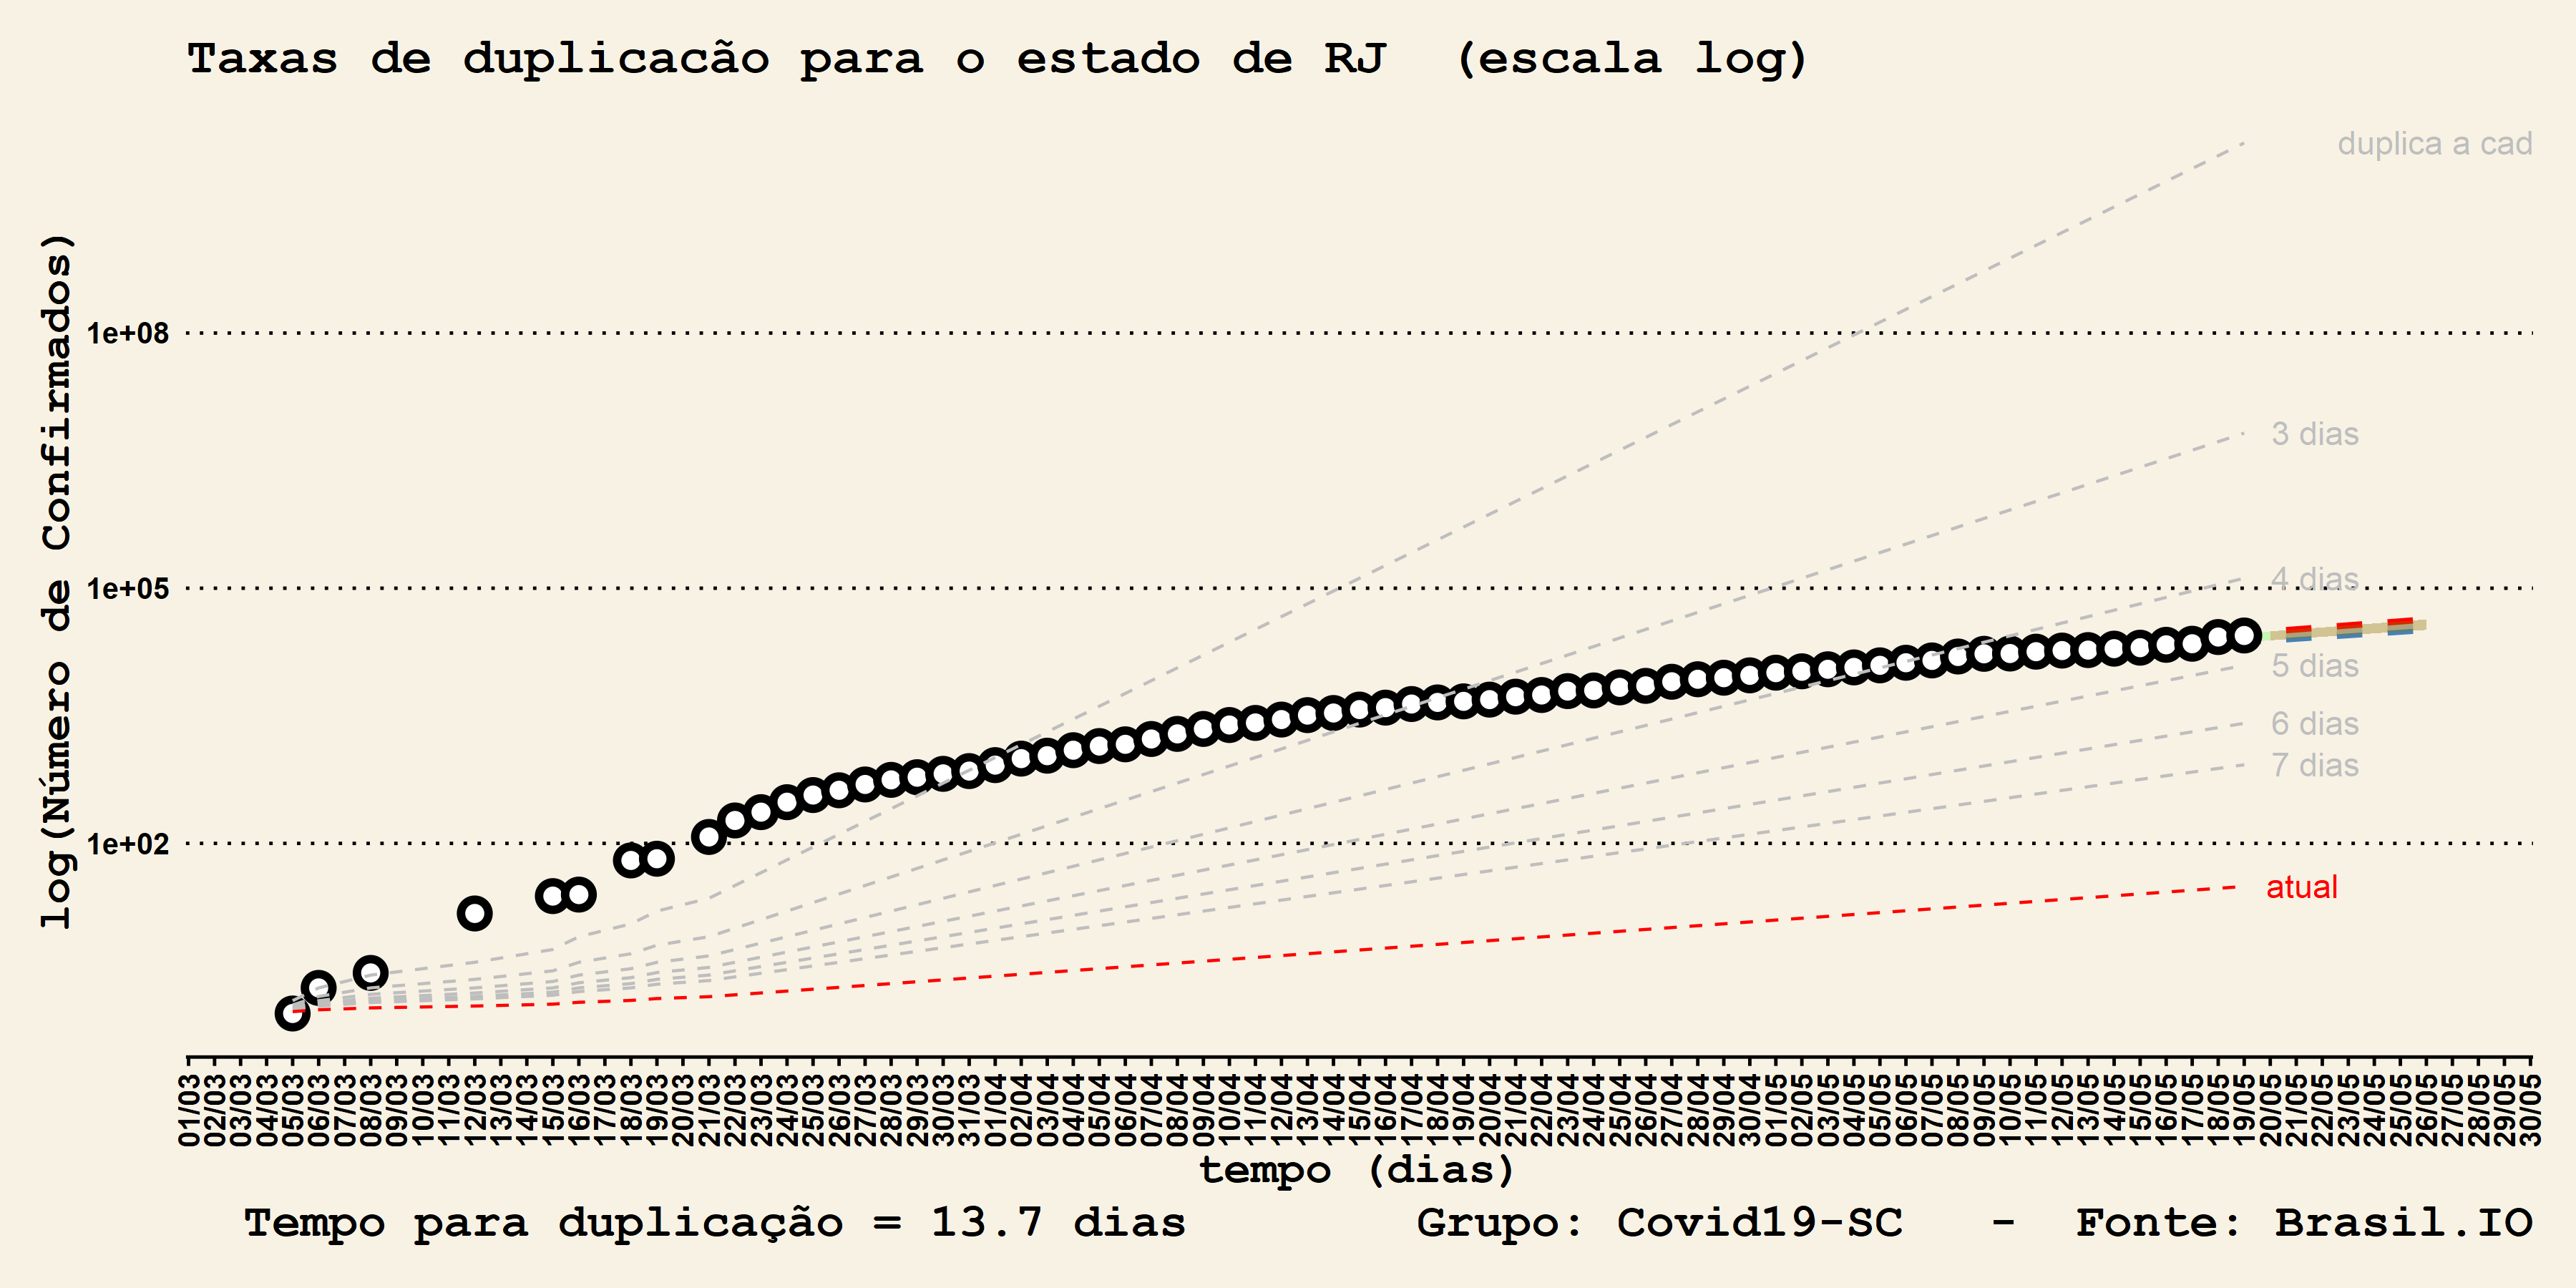 Taxas de duplicacão para o estado de RJ (escala log)
duplica a cad
3 dias
4 dias
5 dias
6 dias
7 dias
atual
log(Número de Confirmados)
1e+08
1e+05
1e+02
01/03 02/03 03/03 04/03 05/03 06/03 07/03 08/03 09/03 10/03 11/03 12/03 13/03 14/03 15/03 16/03 17/03 18/03 19/03 20/03 21/03 22/03 23/03 24/03 25/03 26/03 27/03 28/03 29/03 30/03 31/03 01/04 02/04 03/04 04/04 05/04 06/04 07/04 08/04 09/04 10/04 11/04 12/04 13/04 14/04 15/04 16/04 17/04 18/04 19/04 20/04 21/04 22/04 23/04 24/04 25/04 26/04 27/04 28/04 29/04 30/04 01/05 02/05 03/05 04/05 05/05 06/05 07/05 08/05 09/05 10/05 11/05 12/05 13/05 14/05 15/05 16/05 17/05 18/05 19/05 20/05 21/05 22/05 23/05 24/05 25/05 26/05 27/05 28/05 29/05 30/05
tempo (dias)
Tempo para duplicação = 13.7 dias Grupo: Covid19-SC - Fonte: Brasil.IO